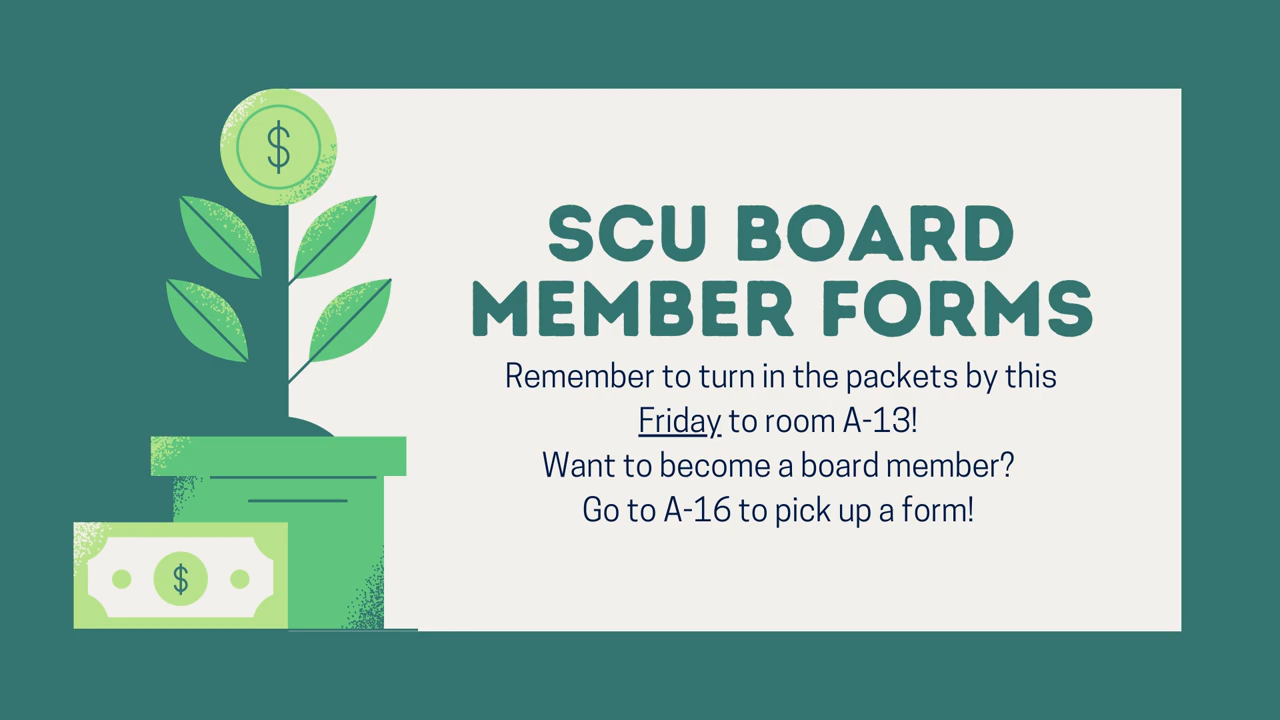 $
SCU BOARD
MEMBER FORMS
Remember to turn in the packets by this
Friday to room A-13!
Want to become a board member?
Go to A-16 to pick up a form!
$